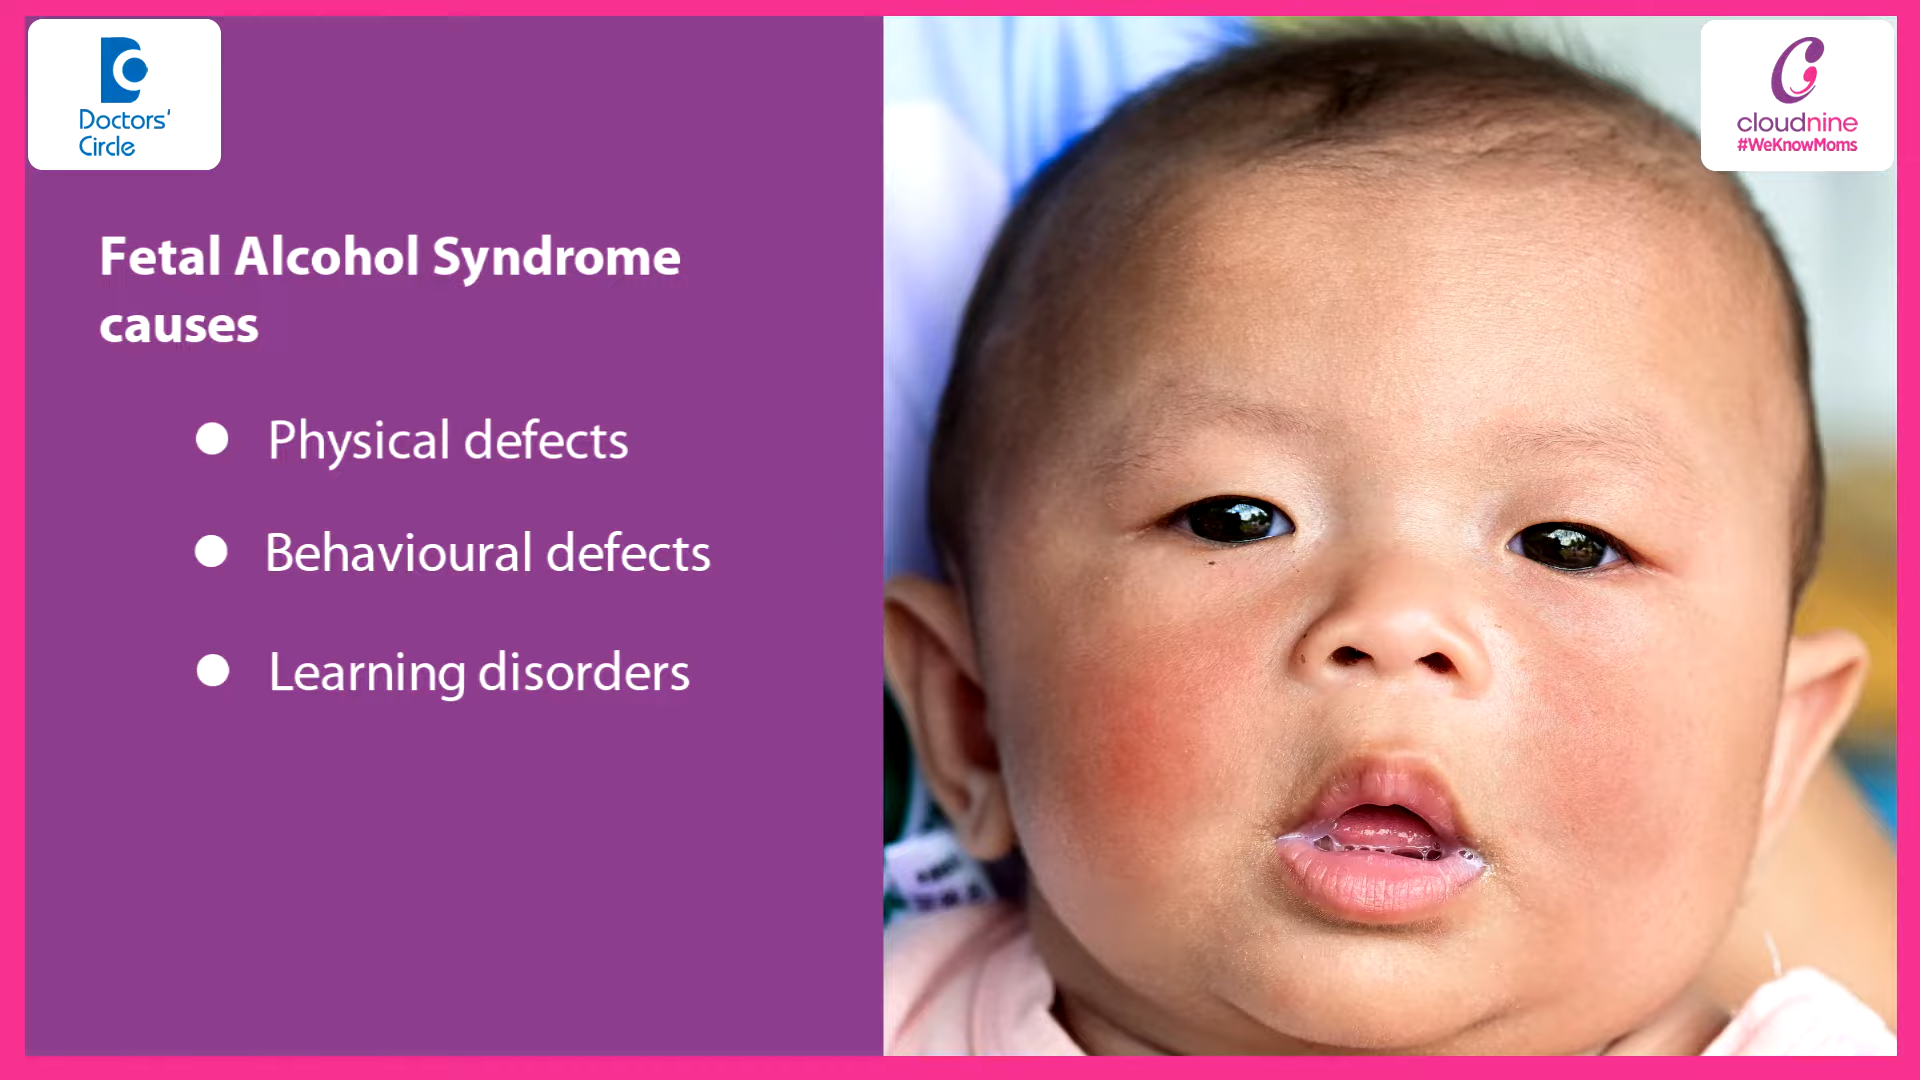 Doctors'
Circle
cloudnine
#WeKnowMoms
Fetal Alcohol Syndrome
causes
Physical defects
Behavioural defects
Learning disorders